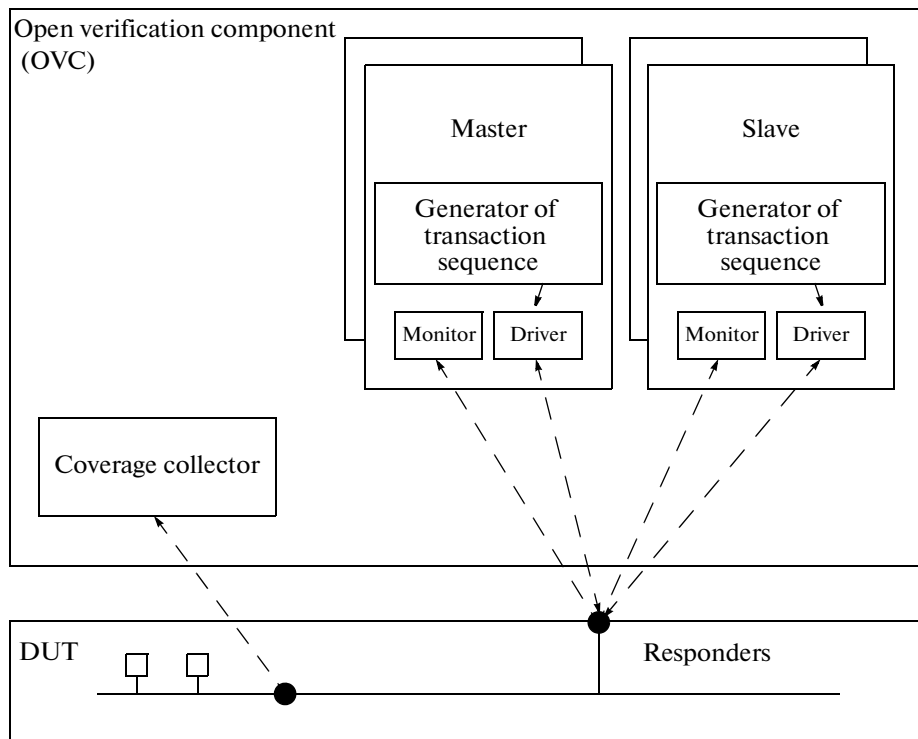 Open verification component
(OVC)
Master
Generator of
transaction
sequence
Monitor
Driver
Slave
Generator of
transaction
sequence
Monitor
Driver
Coverage collector
DUT
Responders